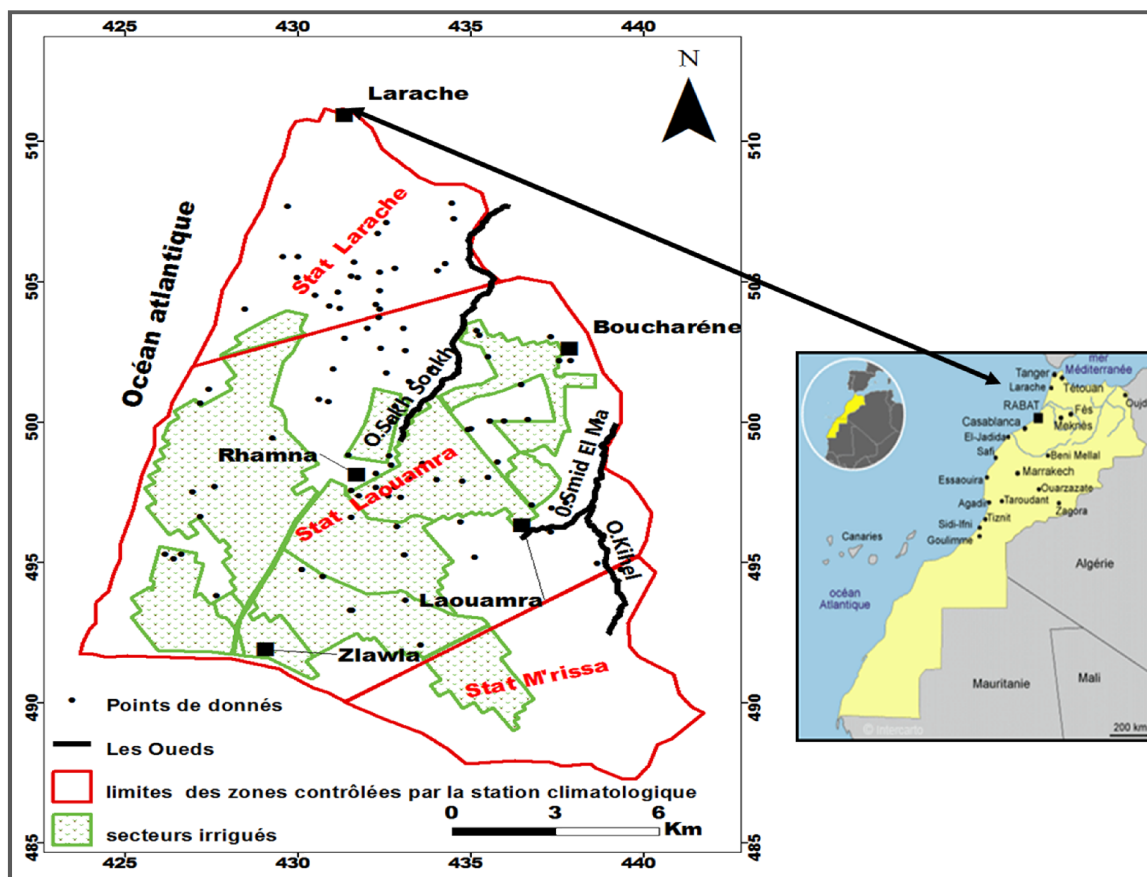 425 430 435 440
N
Larache
510
505
500
495
490
485
Océan atlantique
Stat Larache
Boucharéne
O.Sakh Soukh
Rhamna
Stat Laouamra
O.Smid El Ma
O.Kihel
Laouamra
Zlawla
Stat M'rissa
Points de donnés
Les Oueds
limites des zones contrôlées par la station climatologique
secteurs irrigués
0 3 6
Km
425 430 435 440
510
505
500
495
490
485
mer
Méditerranée
Tanger
Larache
Tétouan
RABAT
Fès
Oujd
Casablanca
Meknès
El-Jadida
Safi
Beni Mellal
Marrakech
Essaouira
Ouarzazate
Agadir
Taroudant
Zagora
Tiznit
Sidi-Ifni
Goulimme
Canaries
Algérie
océan
Atlantique
Mauritanie
Mali
© Intercarto
200 km